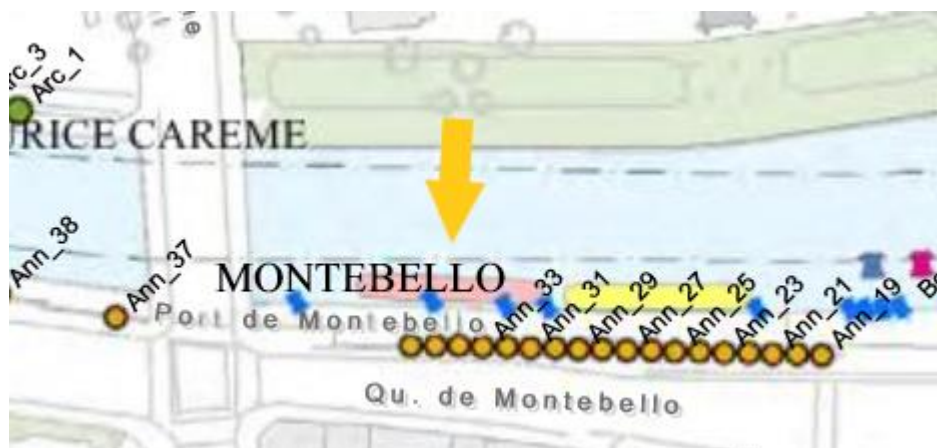 Arc_1
RICE CAREME
Ann_38
Ann_37
MONTEBELLO
Port de Montebello
Ann_33
Ann_31
Ann_29
Ann_27
Ann_25
Ann_23
Ann_21
Ann_19
Qu. de Montebello